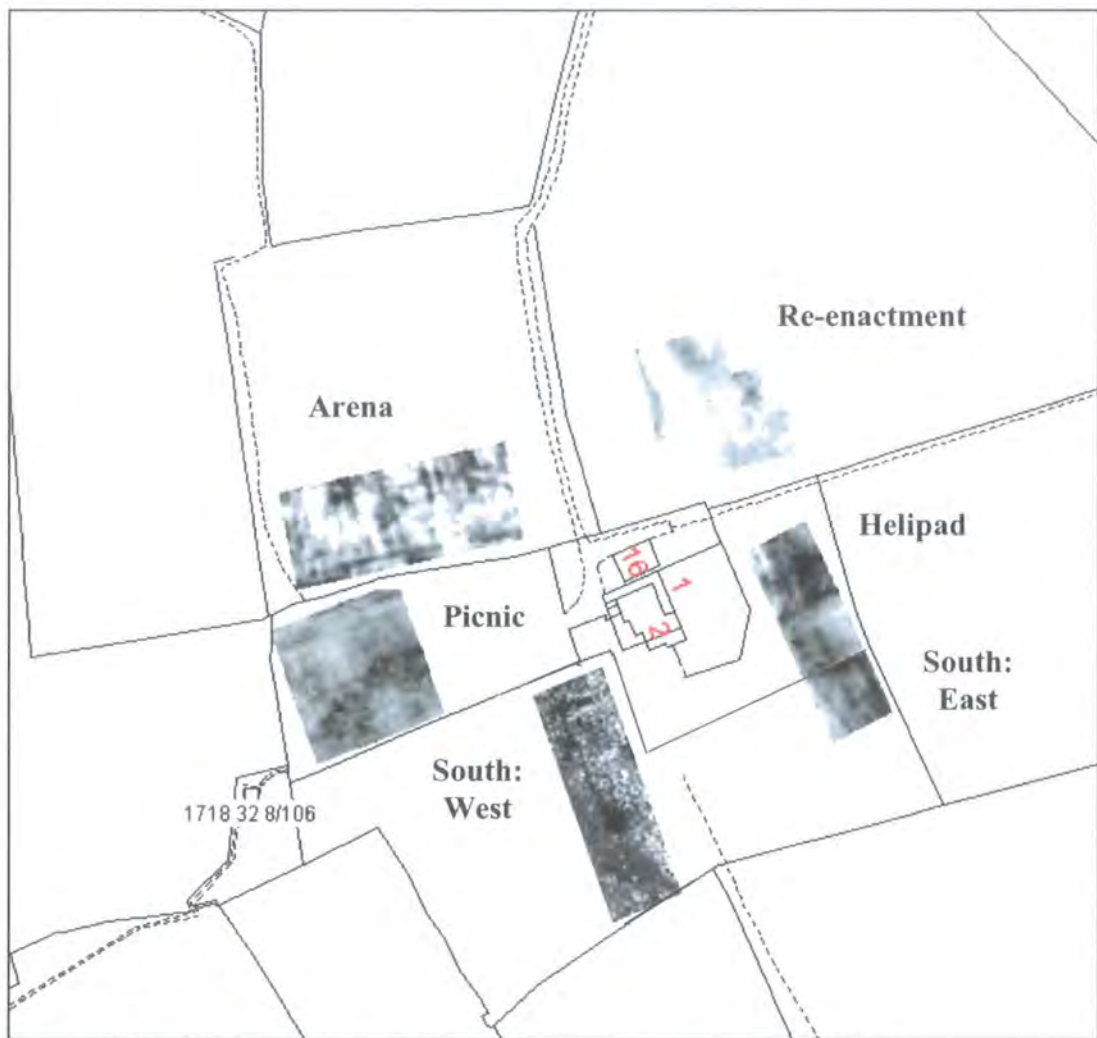 Re-enactment
Arena
Helipad
16
1
Picnic
2
South:
East
South:
West
1718 32 8/106